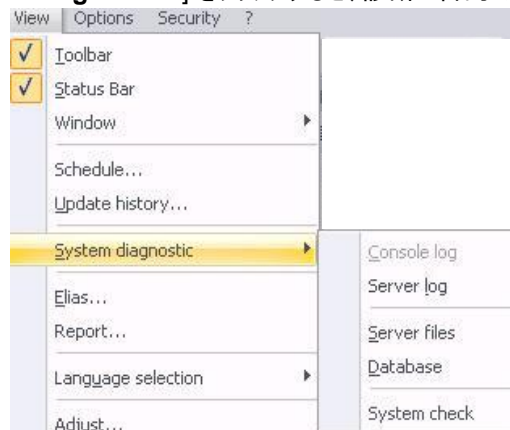 View Options Security ?
Toolbar
Status Bar
Window
Schedule...
Update history...
System diagnostic
Console log
Server log
Elias...
Server files
Report...
Database
Language selection
System check
Adjust...